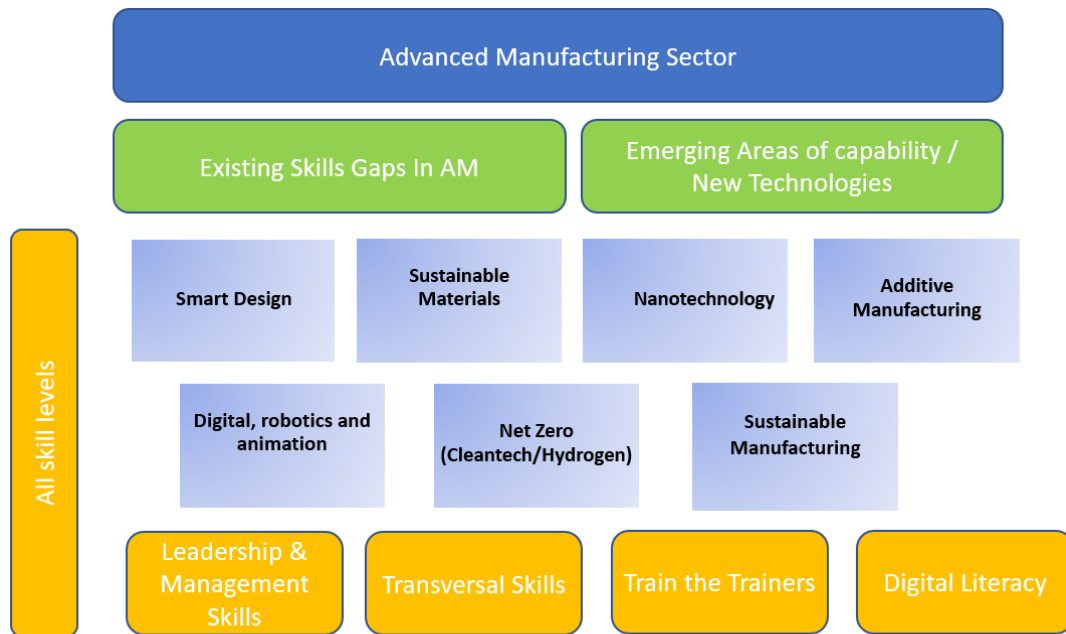 Advanced Manufacturing Sector
Existing Skills Gaps In AM
Emerging Areas of capability /
New Technologies
All skill levels
Smart Design
Sustainable
Materials
Nanotechnology
Additive
Manufacturing
Digital, robotics and
animation
Net Zero
(Cleantech/Hydrogen)
Sustainable
Manufacturing
Leadership &
Management
Skills
Transversal Skills
Train the Trainers
Digital Literacy